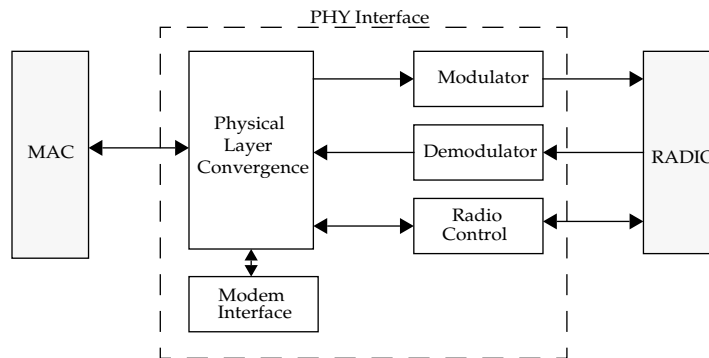 PHY Interface
MAC
Physical
Layer
Convergence
Modulator
Demodulator
Radio
Control
RADIO
Modem
Interface